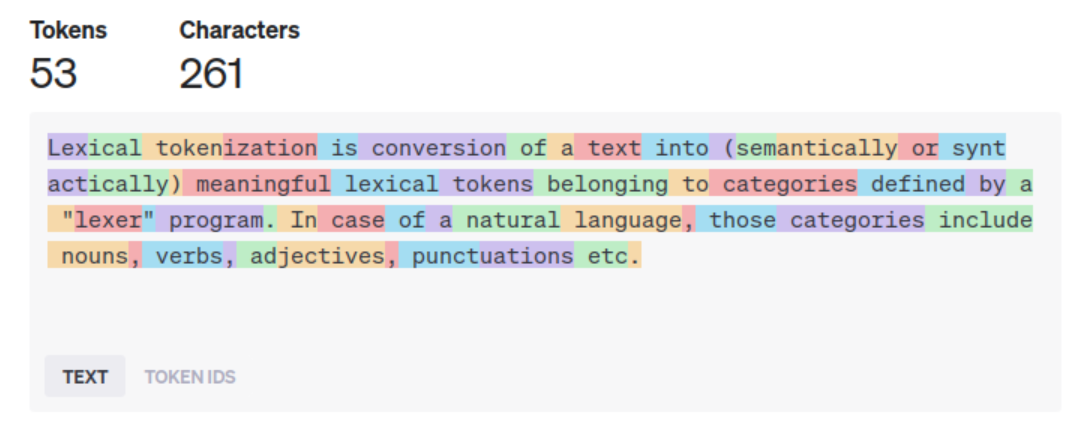 Tokens Characters
53 261
Lexical tokenization is conversion of a text into (semantically or synt
actically) meaningful lexical tokens belonging to categories defined by a
"lexer" program. In case of a natural language, those categories include
nouns, verbs, adjectives, punctuations etc.
TEXT TOKEN IDS